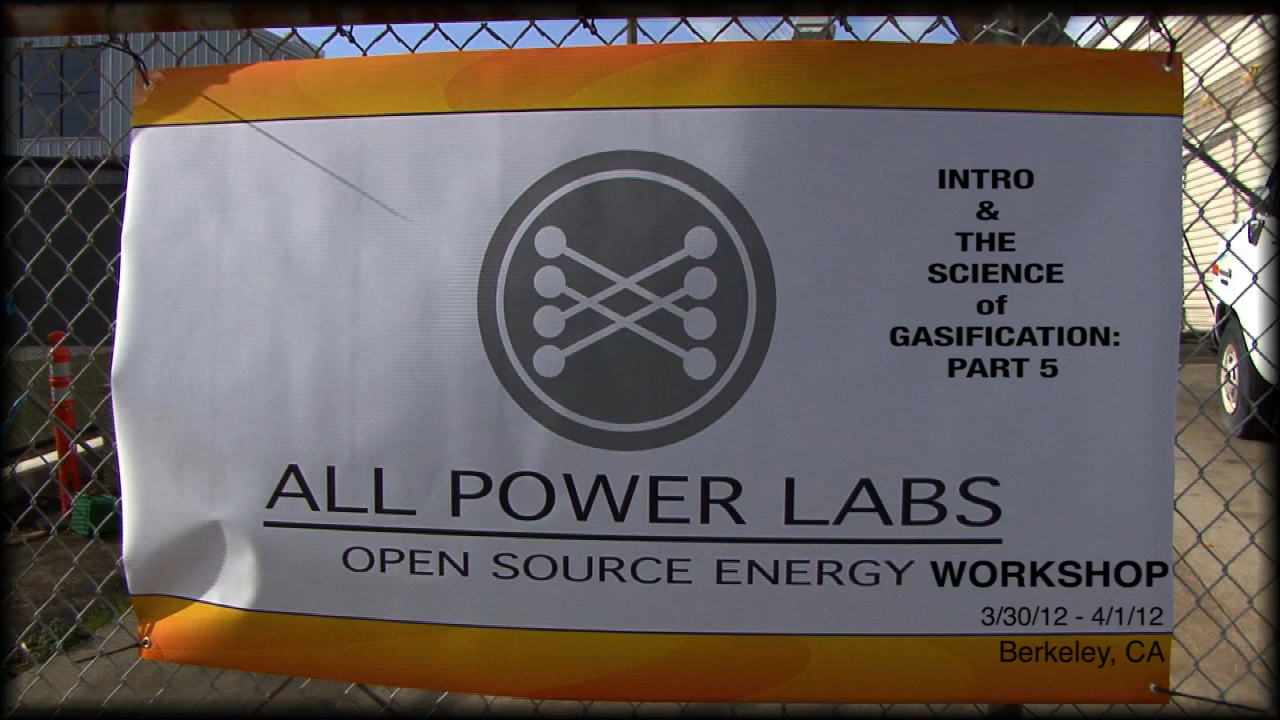 INTRO
&
THE
SCIENCE
of
GASIFICATION:
PART 5
ALL POWER LABS
OPEN SOURCE ENERGY WORKSHOP
3/30/12 - 4/1/12
Berkeley, CA